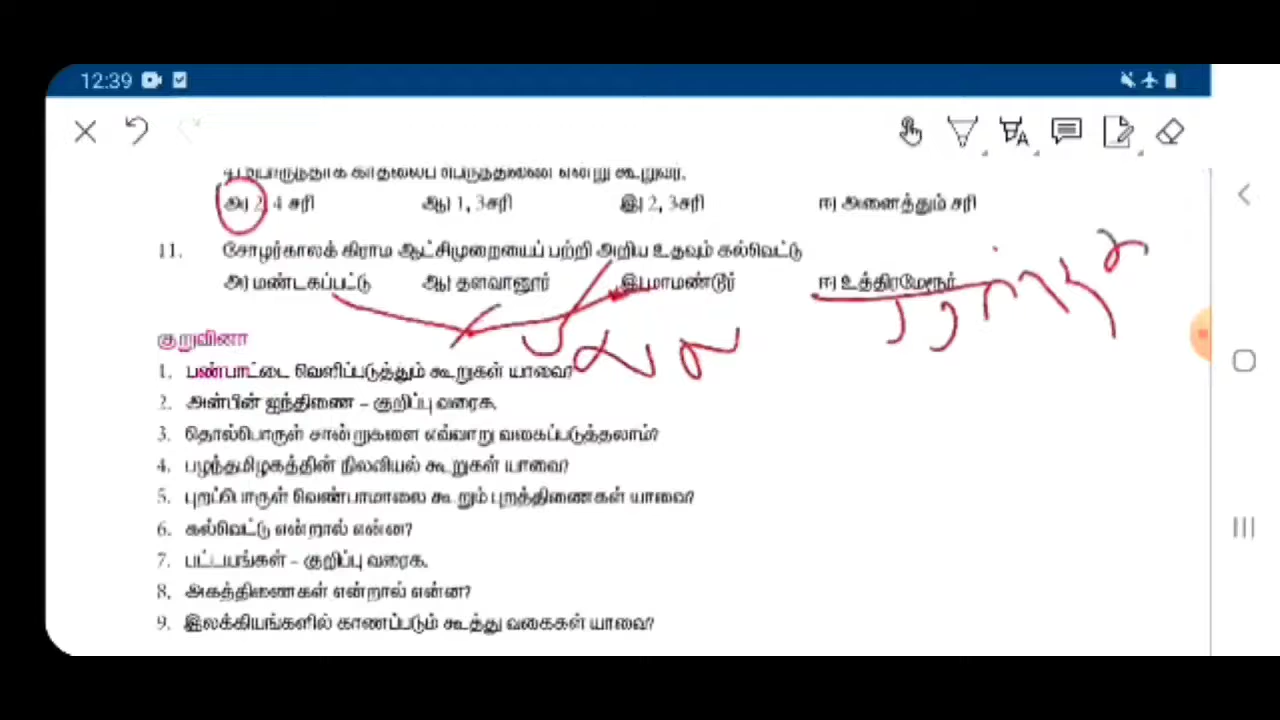 12:39
அ) 2, 4 சரி ஆ) 1, 3சரி இ) 2, 3சரி ஈ) அனைத்தும் சரி
11. சோழர்காலக் கிராம ஆட்சிமுறையைப் பற்றி அறிய உதவும் கல்வெட்டு
அ) மண்டகப்பட்டு ஆ) தளவானூர் இ) மாமண்டூர் ஈ) உத்திரமேரூர்
குறுவினா
1. பண்பாட்டை வெளிப்படுத்தும் கூறுகள் யாவை?
2. அன்பின் ஐந்திணை – குறிப்பு வரைக.
3. தொல்பொருள் சான்றுகளை எவ்வாறு வகைப்படுத்தலாம்?
4. பழந்தமிழகத்தின் நிலவியல் கூறுகள் யாவை?
5. புறப்பொருள் வெண்பாமாலை கூறும் புறத்திணைகள் யாவை?
6. கல்வெட்டு என்றால் என்ன?
7. பட்டயங்கள் – குறிப்பு வரைக.
8. அகத்திணைகள் என்றால் என்ன?
9. இலக்கியங்களில் காணப்படும் கூத்து வகைகள் யாவை?